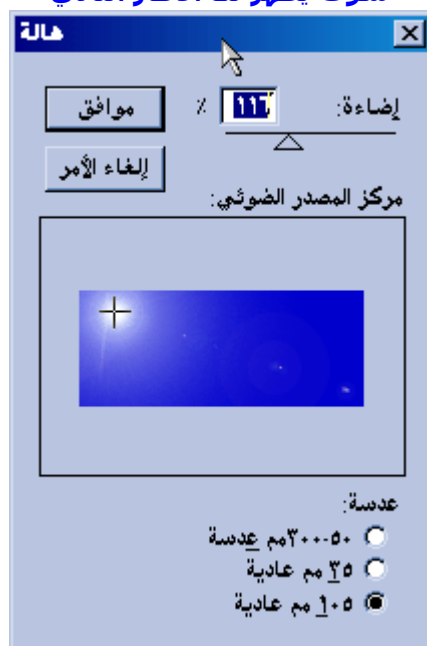 هالة
إضاءة: ١١٦ ٪
موافق
إلغاء الأمر
مركز المصدر الضوئي:
عدسة:
٥٠-٣٠٠مم عدسة
٣٥ مم عادية
١٠٥ مم عادية